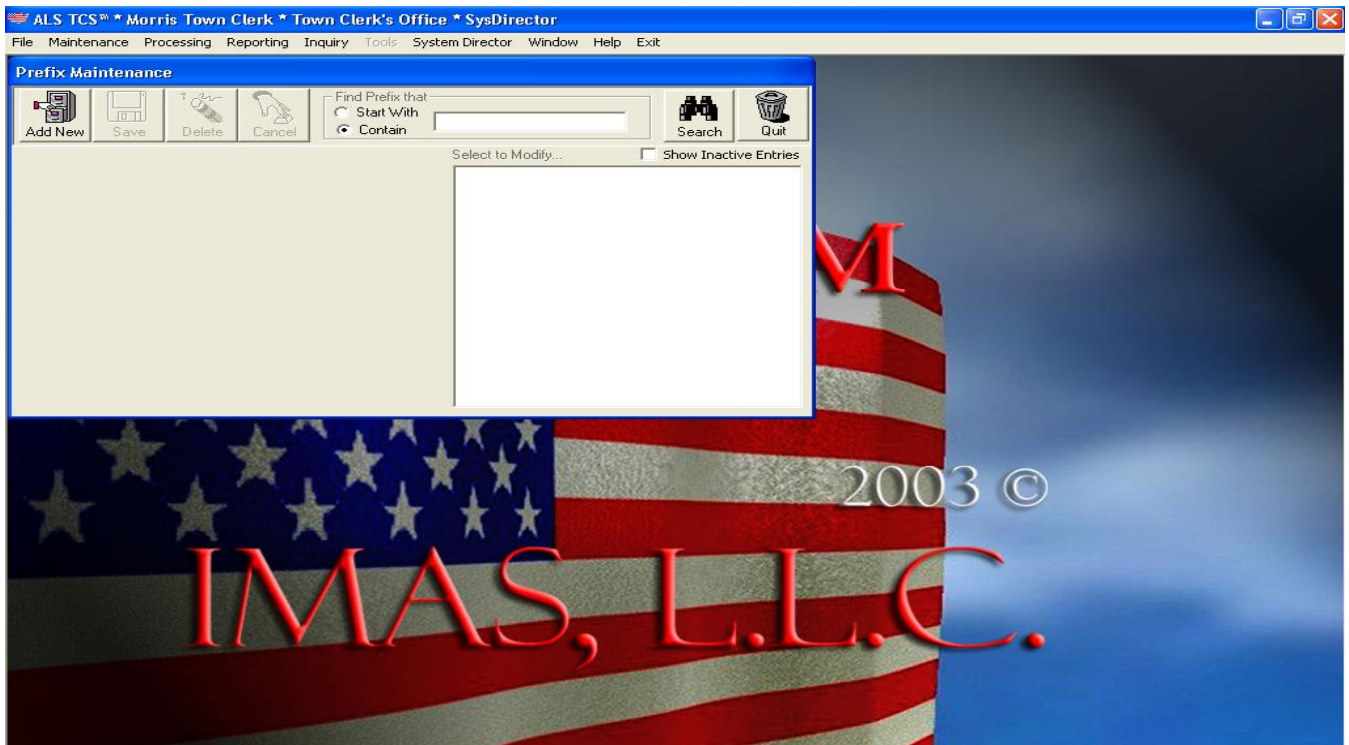 ALS TCS™ * Morris Town Clerk * Town Clerk's Office * SysDirector
File Maintenance Processing Reporting Inquiry Tools System Director Window Help Exit
Prefix Maintenance
Add New Save Delete Cancel
Find Prefix that
Start With
Contain
Search Quit
Select to Modify... Show Inactive Entries
M
2003 ©
IMAS, L.L.C.